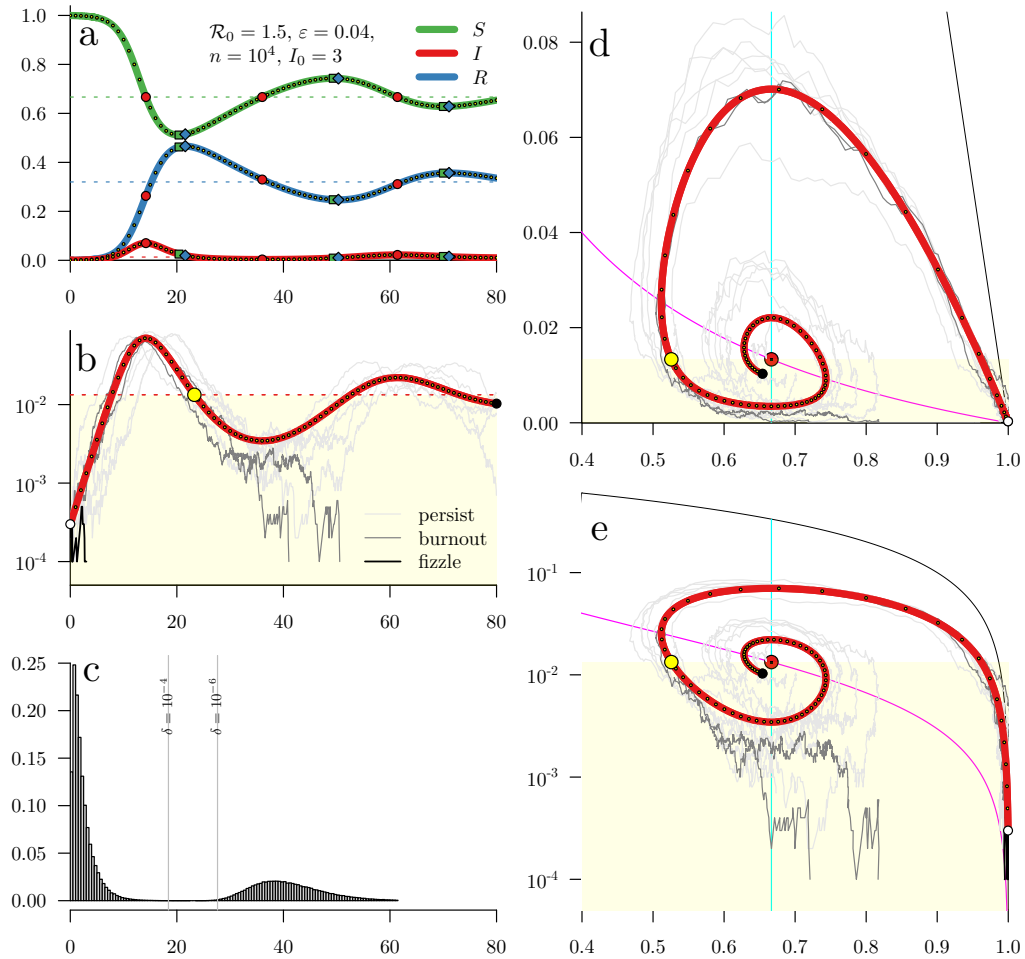 a
ℛ₀ = 1.5, ε = 0.04,
n = 10⁴, I₀ = 3
S
I
R
1.0
0.8
0.6
0.4
0.2
0.0
0 20 40 60 80
b
10⁻²
10⁻³
10⁻⁴
persist
burnout
fizzle
0 20 40 60 80
c
0.25
0.20
0.15
0.10
0.05
0.00
δ = 10⁻⁴
δ = 10⁻⁶
0 20 40 60 80
d
0.08
0.06
0.04
0.02
0.00
0.4 0.5 0.6 0.7 0.8 0.9 1.0
e
10⁻¹
10⁻²
10⁻³
10⁻⁴
0.4 0.5 0.6 0.7 0.8 0.9 1.0